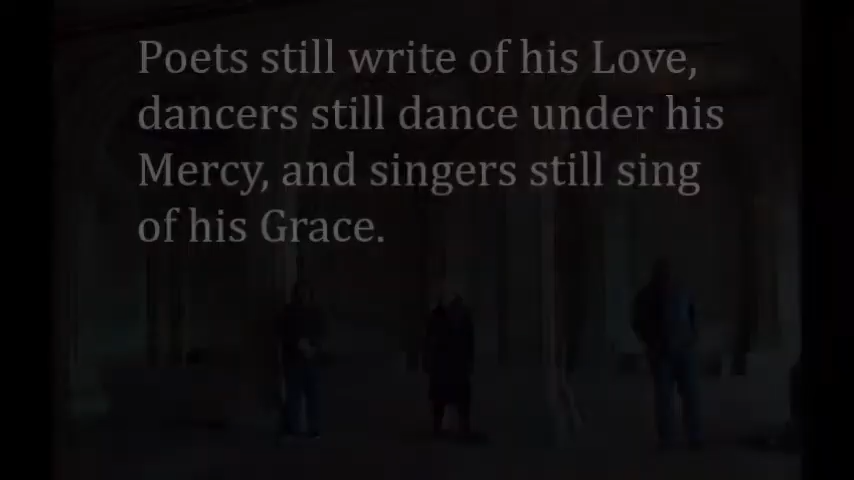 Poets still write of his Love,
dancers still dance under his
Mercy, and singers still sing
of his Grace.